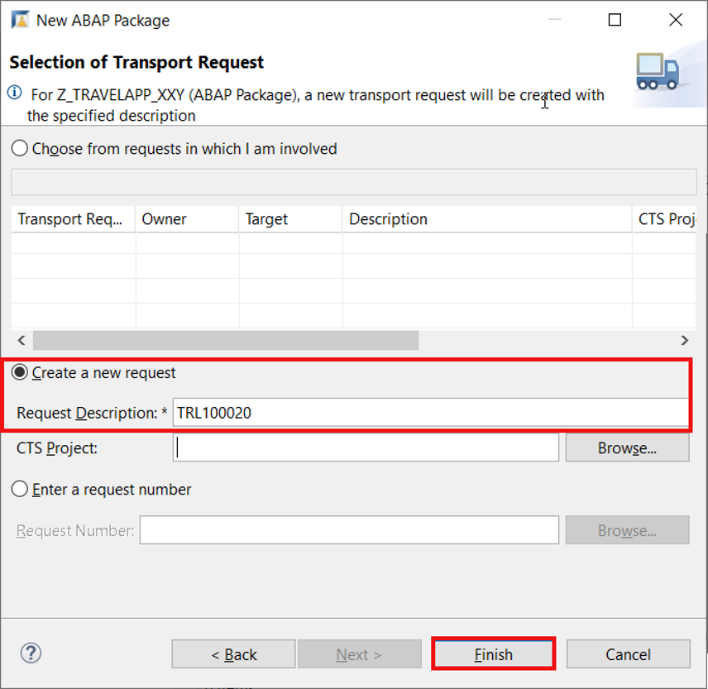 New ABAP Package
Selection of Transport Request
For Z_TRAVELAPP_XXY (ABAP Package), a new transport request will be created with
the specified description
Choose from requests in which I am involved
Transport Req... Owner Target Description CTS Proj
Create a new request
Request Description: * TRL100020
CTS Project: Browse...
Enter a request number
Request Number: Browse...
? < Back Next > Finish Cancel